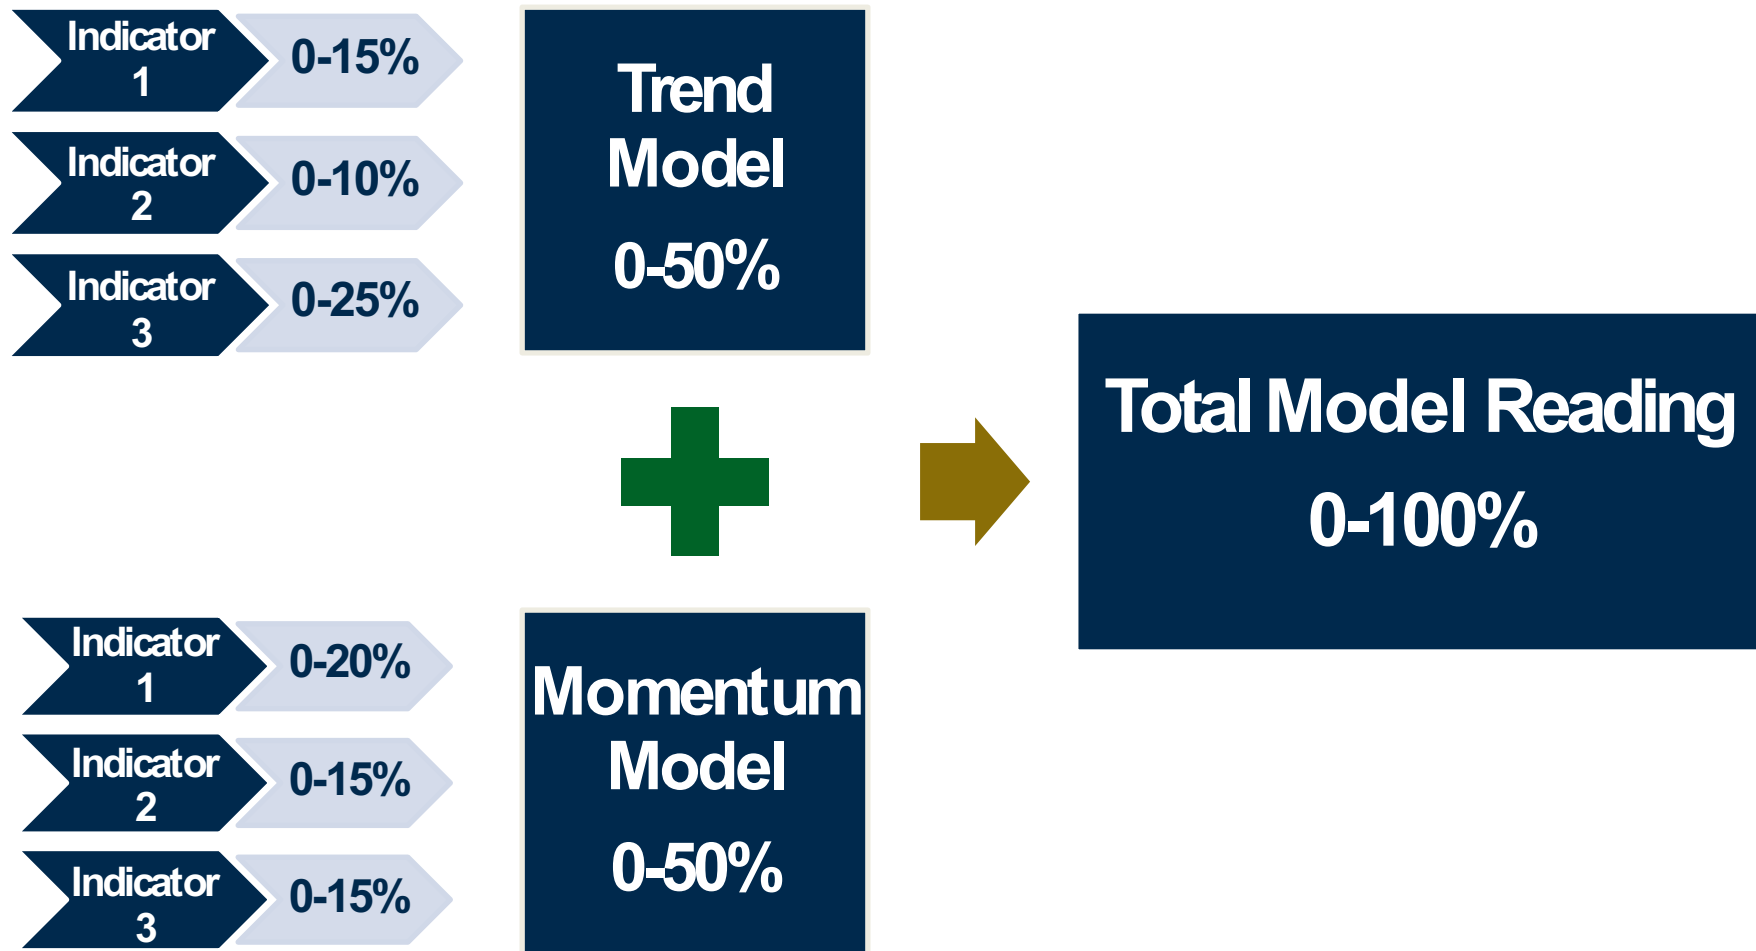 Indicator
1
0-15%
Indicator
2
0-10%
Indicator
3
0-25%
Trend
Model
0-50%
Total Model Reading
0-100%
Indicator
1
0-20%
Indicator
2
0-15%
Indicator
3
0-15%
Momentum
Model
0-50%